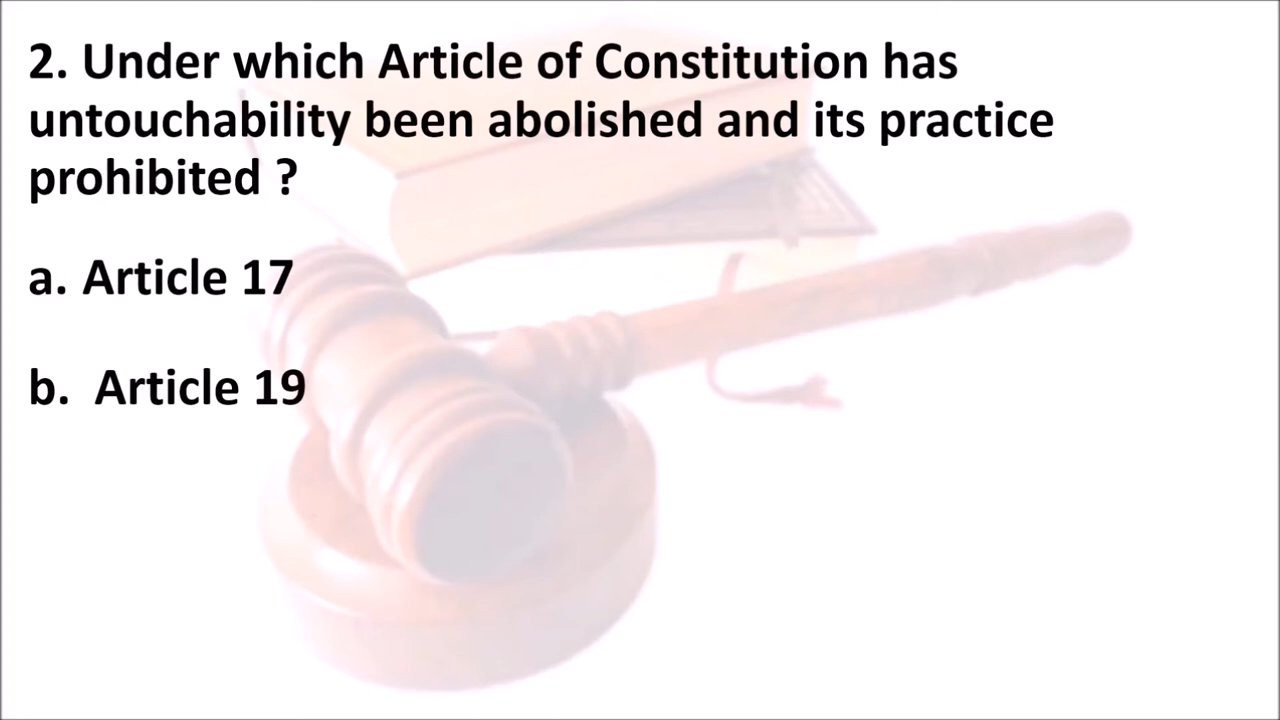 2. Under which Article of Constitution has
untouchability been abolished and its practice
prohibited ?
a. Article 17
b. Article 19